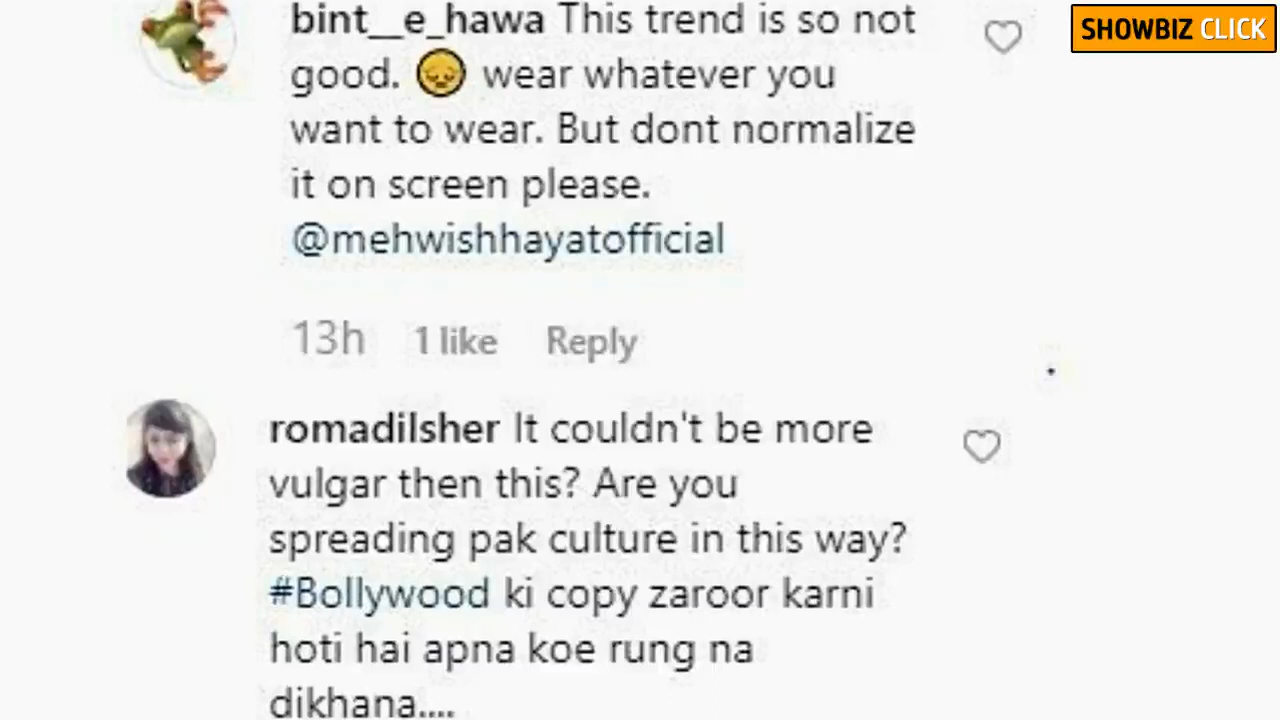 SHOWBIZ CLICK
bint__e_hawa This trend is so not
good. 😞 wear whatever you
want to wear. But dont normalize
it on screen please.
@mehwishhayatofficial
13h 1 like Reply
romadilsher It couldn't be more
vulgar then this? Are you
spreading pak culture in this way?
#Bollywood ki copy zaroor karni
hoti hai apna koe rung na
dikhana....